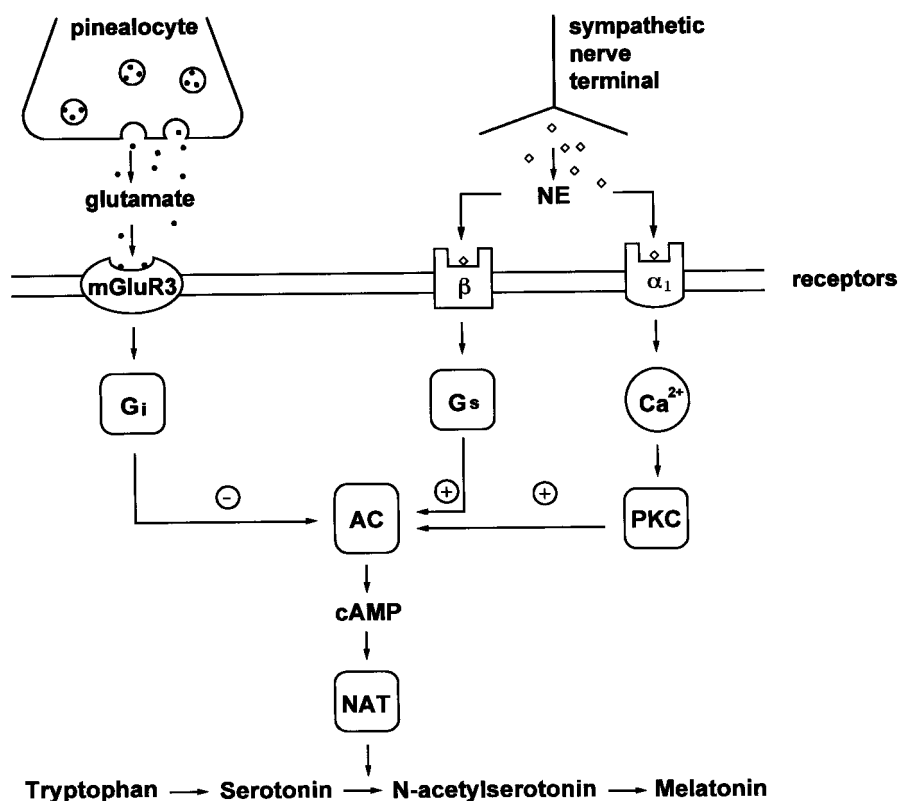 pinealocyte
sympathetic
nerve
terminal
glutamate
NE
mGluR3
β
α₁
receptors
Gi
Gs
Ca²⁺
−
+
+
AC
PKC
cAMP
NAT
Tryptophan → Serotonin → N-acetylserotonin → Melatonin